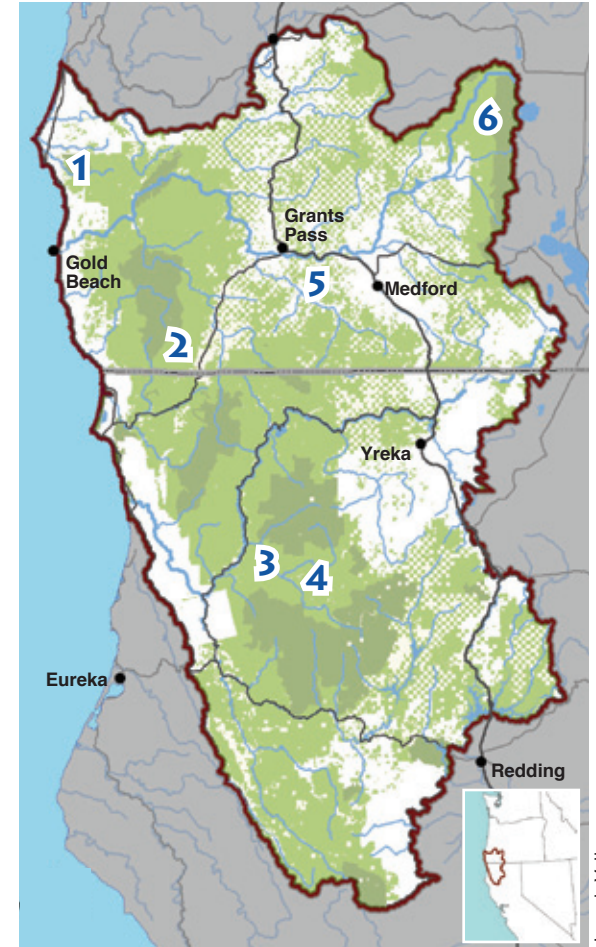 6
1
Grants
Pass
Gold
Beach
5
Medford
2
Yreka
3
4
Eureka
Redding